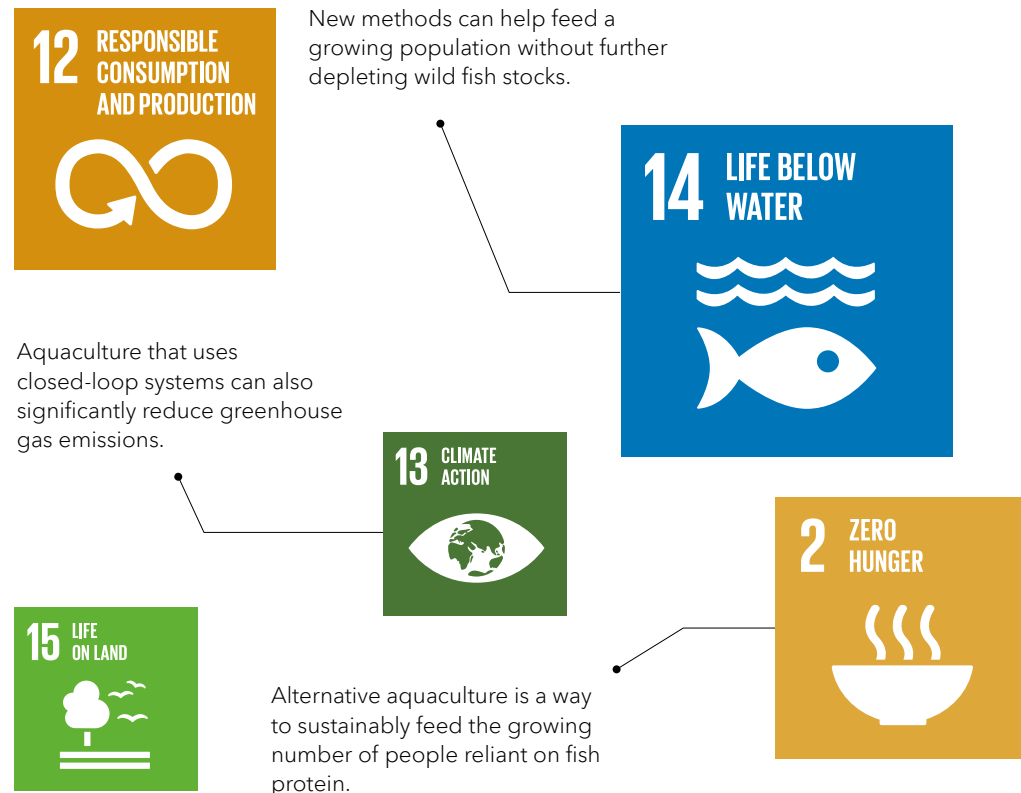 12 RESPONSIBLE
CONSUMPTION
AND PRODUCTION
New methods can help feed a
growing population without further
depleting wild fish stocks.
14 LIFE BELOW
WATER
Aquaculture that uses
closed-loop systems can also
significantly reduce greenhouse
gas emissions.
13 CLIMATE
ACTION
2 ZERO
HUNGER
15 LIFE
ON LAND
Alternative aquaculture is a way
to sustainably feed the growing
number of people reliant on fish
protein.